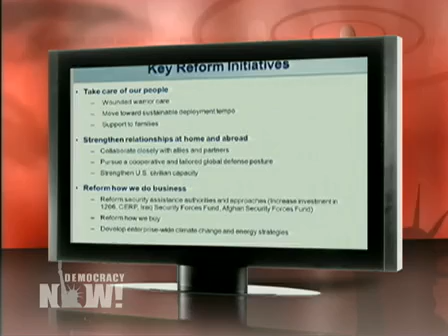 Key Reform Initiatives
• Take care of our people
– Wounded warrior care
– Move toward sustainable deployment tempo
– Support to families
• Strengthen relationships at home and abroad
– Collaborate closely with allies and partners
– Pursue a cooperative and tailored global defense posture
– Strengthen U.S. civilian capacity
• Reform how we do business
– Reform security assistance authorities and approaches (Increase investment in
1206, CERP, Iraq Security Forces Fund, Afghan Security Forces Fund)
– Reform how we buy
– Develop enterprise-wide climate change and energy strategies
DEMOCRACY
NOW!